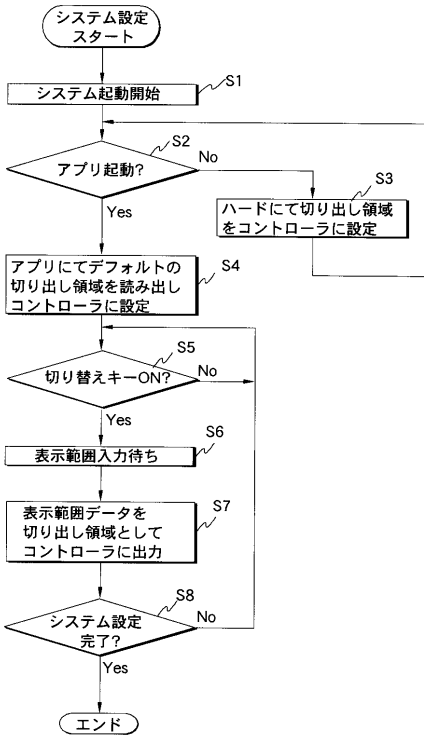 システム設定
スタート
S1
システム起動開始
S2
アプリ起動?
No
Yes
S3
ハードにて切り出し領域
をコントローラに設定
S4
アプリにてデフォルトの
切り出し領域を読み出し
コントローラに設定
S5
切り替えキーON?
No
Yes
S6
表示範囲入力待ち
S7
表示範囲データを
切り出し領域として
コントローラに出力
S8
システム設定
完了?
No
Yes
エンド